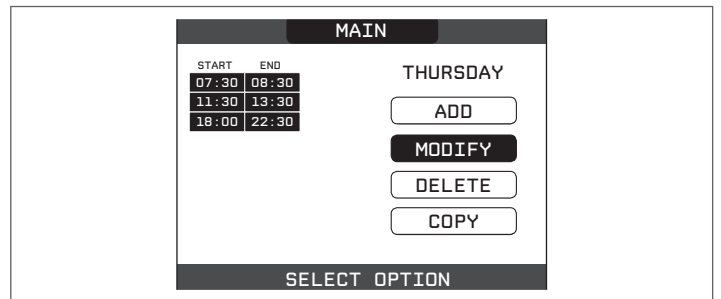 MAIN
START END
07:30 08:30
11:30 13:30
18:00 22:30
THURSDAY
ADD
MODIFY
DELETE
COPY
SELECT OPTION